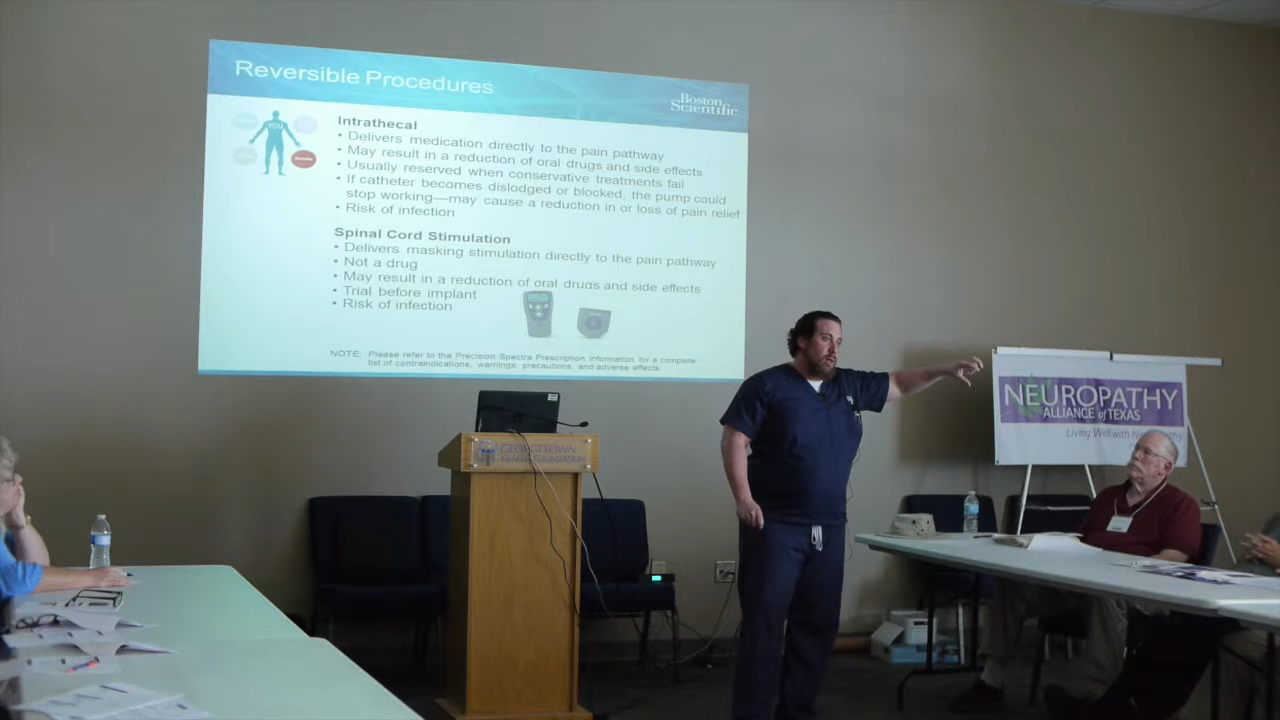 Reversible Procedures
Boston
Scientific
YOU
Intrathecal
• Delivers medication directly to the pain pathway
• May result in a reduction of oral drugs and side effects
• Usually reserved when conservative treatments fail
• If catheter becomes dislodged or blocked, the pump could
stop working—may cause a reduction in or loss of pain relief
• Risk of infection
Spinal Cord Stimulation
• Delivers masking stimulation directly to the pain pathway
• Not a drug
• May result in a reduction of oral drugs and side effects
• Trial before implant
• Risk of infection
NOTE: Please refer to the Precision Spectra Prescription Information for a complete
list of contraindications, warnings, precautions, and adverse effects.
GEORGETOWN
HEALTH FOUNDATION
NEUROPATHY
ALLIANCE of TEXAS
Living Well with